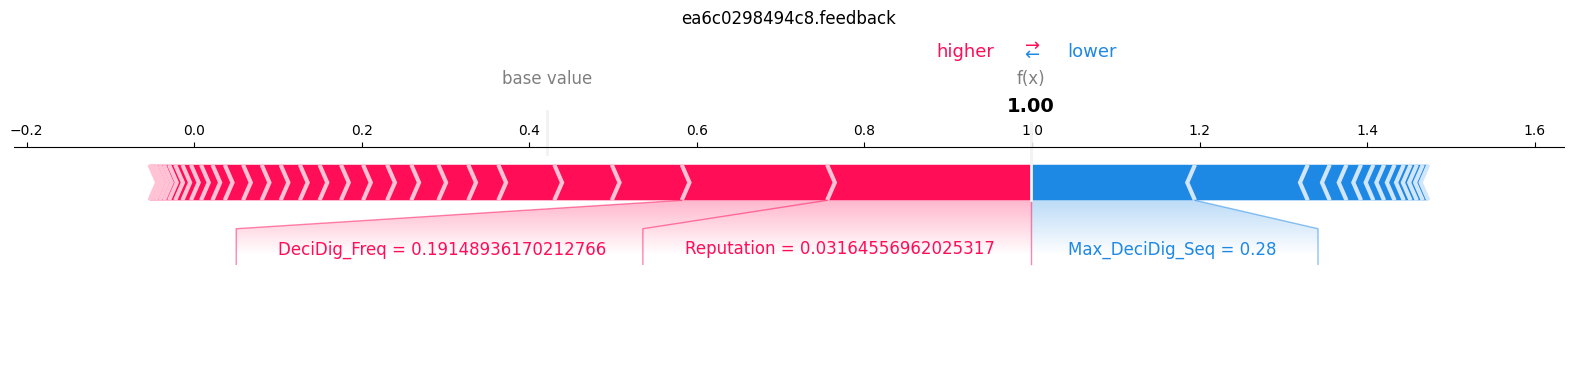 ea6c0298494c8.feedback
higher → ← lower
base value f(x)
1.00
−0.2 0.0 0.2 0.4 0.6 0.8 1.0 1.2 1.4 1.6
DeciDig_Freq = 0.19148936170212766 Reputation = 0.03164556962025317 Max_DeciDig_Seq = 0.28